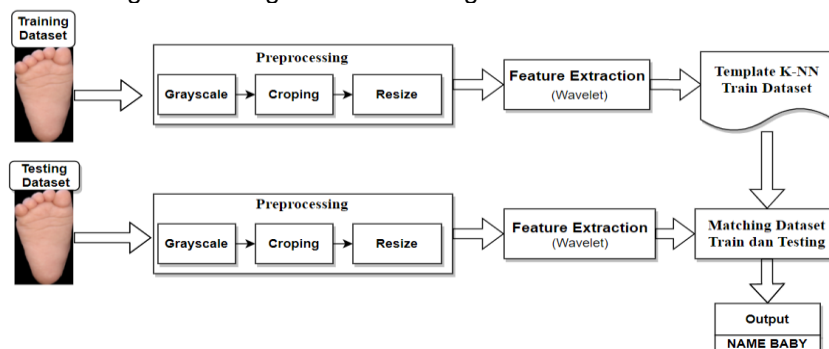 Training
Dataset
Preprocessing
Grayscale
Croping
Resize
Feature Extraction
(Wavelet)
Template K-NN
Train Dataset
Testing
Dataset
Preprocessing
Grayscale
Croping
Resize
Feature Extraction
(Wavelet)
Matching Dataset
Train dan Testing
Output
NAME BABY